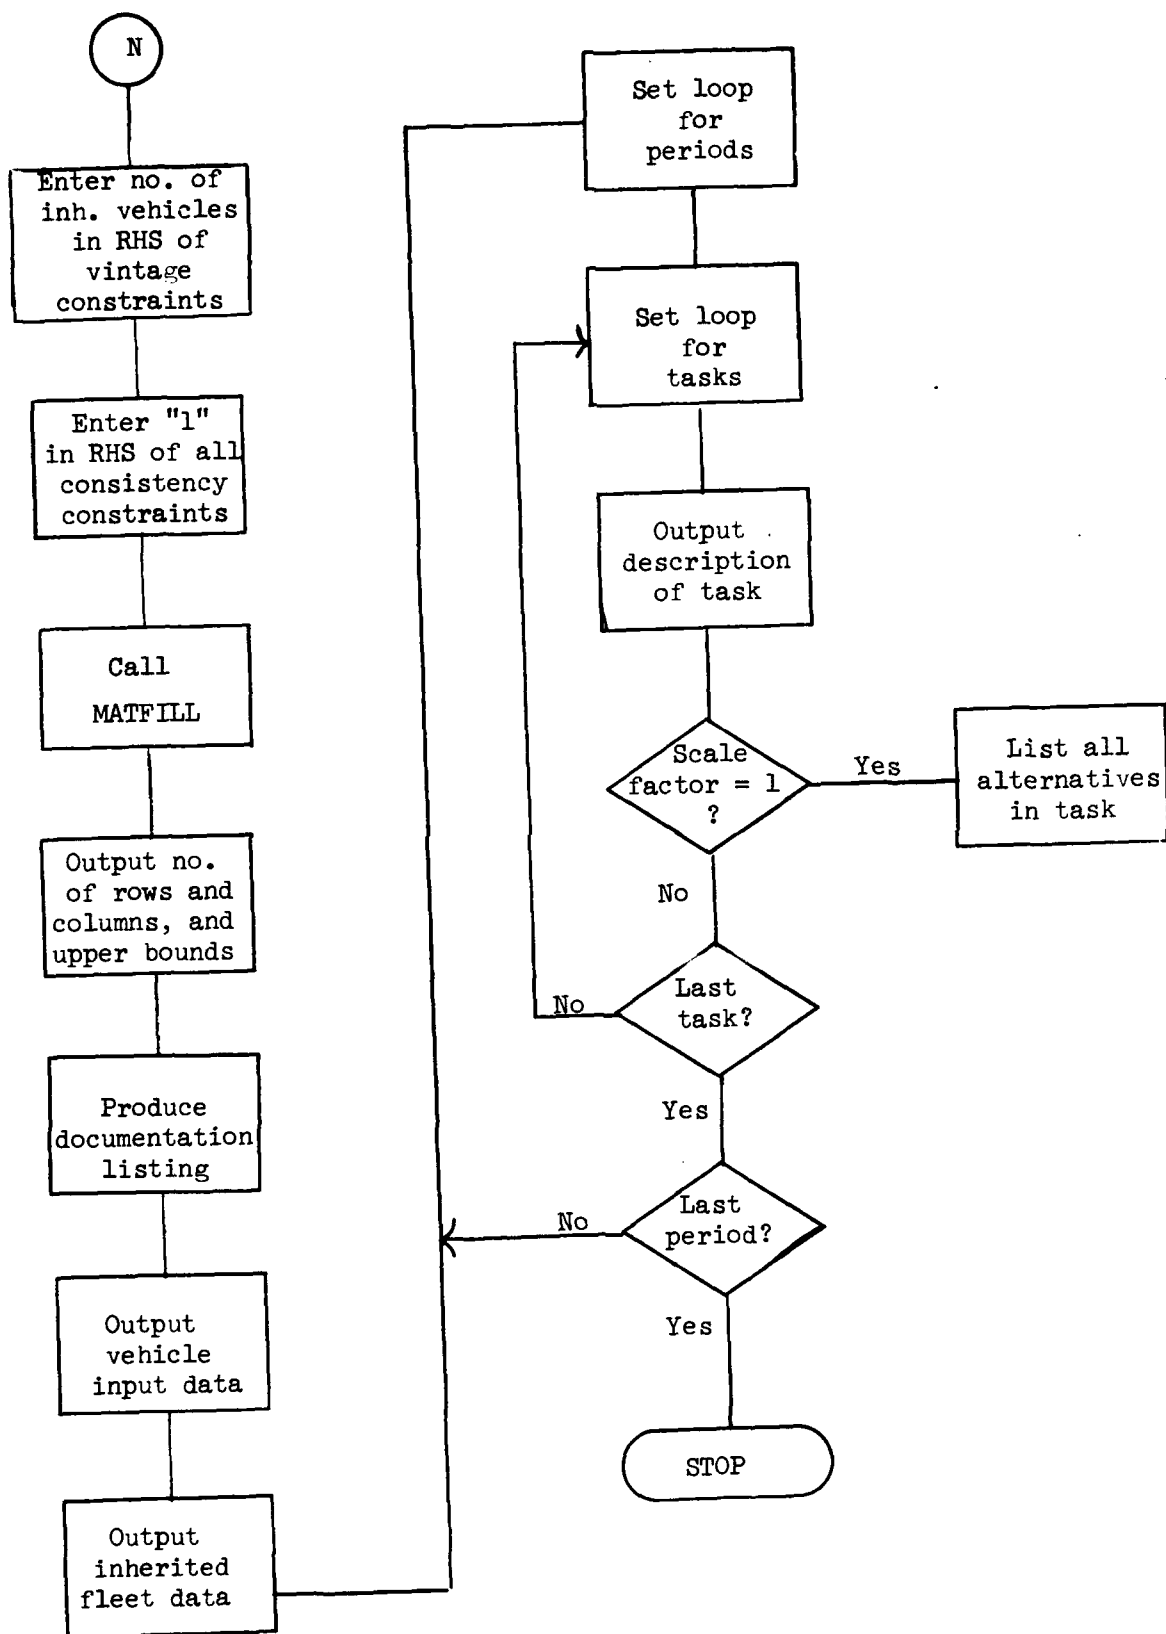 N
Enter no. of
inh. vehicles
in RHS of
vintage
constraints
Enter "1"
in RHS of all
consistency
constraints
Call
MATFILL
Output no.
of rows and
columns, and
upper bounds
Produce
documentation
listing
Output
vehicle
input data
Output
inherited
fleet data
Set loop
for
periods
Set loop
for
tasks
Output
description
of task
Scale
factor = 1
?
Yes
List all
alternatives
in task
No
Last
task?
No
Yes
Last
period?
No
Yes
STOP